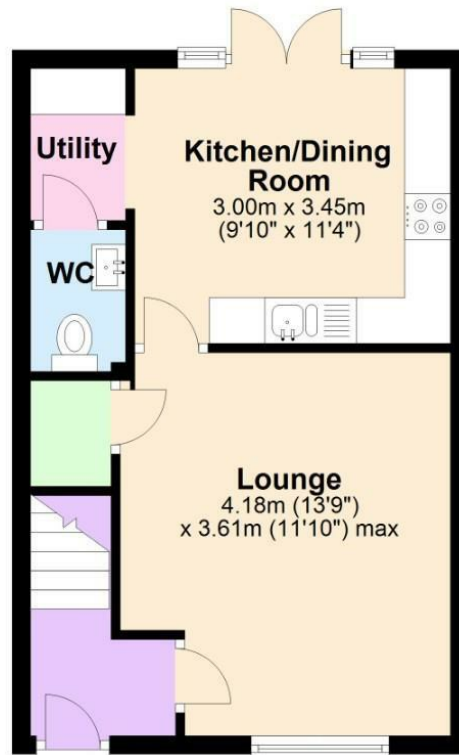 Utility
Kitchen/Dining
Room
3.00m x 3.45m
(9'10" x 11'4")
WC
Lounge
4.18m (13'9")
x 3.61m (11'10") max